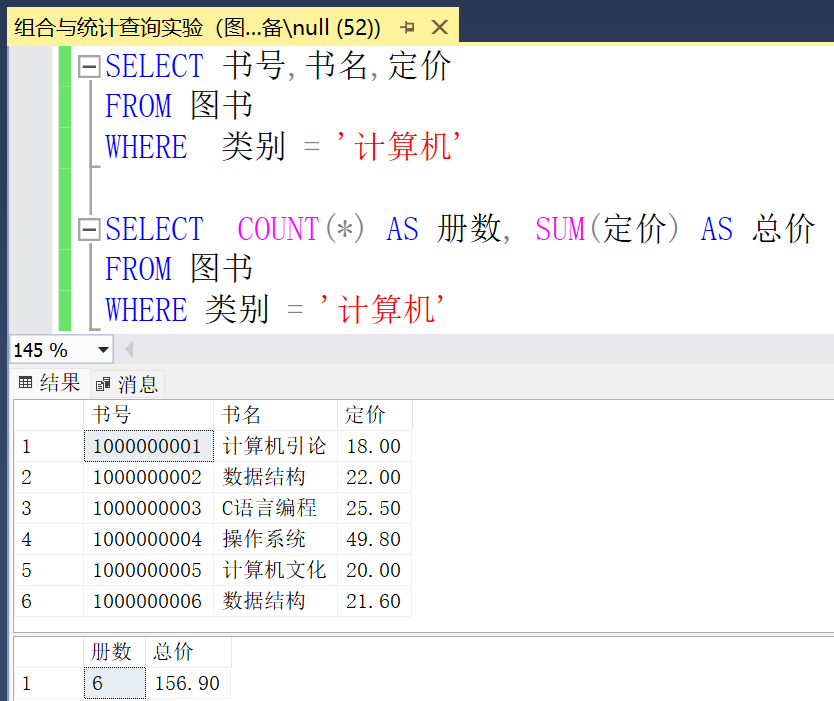 组合与统计查询实验（图...备\null (52))
SELECT 书号,书名,定价
FROM 图书
WHERE 类别 = '计算机'
SELECT COUNT(*) AS 册数, SUM(定价) AS 总价
FROM 图书
WHERE 类别 = '计算机'
145 %
结果 消息
书号 书名 定价
1 1000000001 计算机引论 18.00
2 1000000002 数据结构 22.00
3 1000000003 C语言编程 25.50
4 1000000004 操作系统 49.80
5 1000000005 计算机文化 20.00
6 1000000006 数据结构 21.60
册数 总价
1 6 156.90